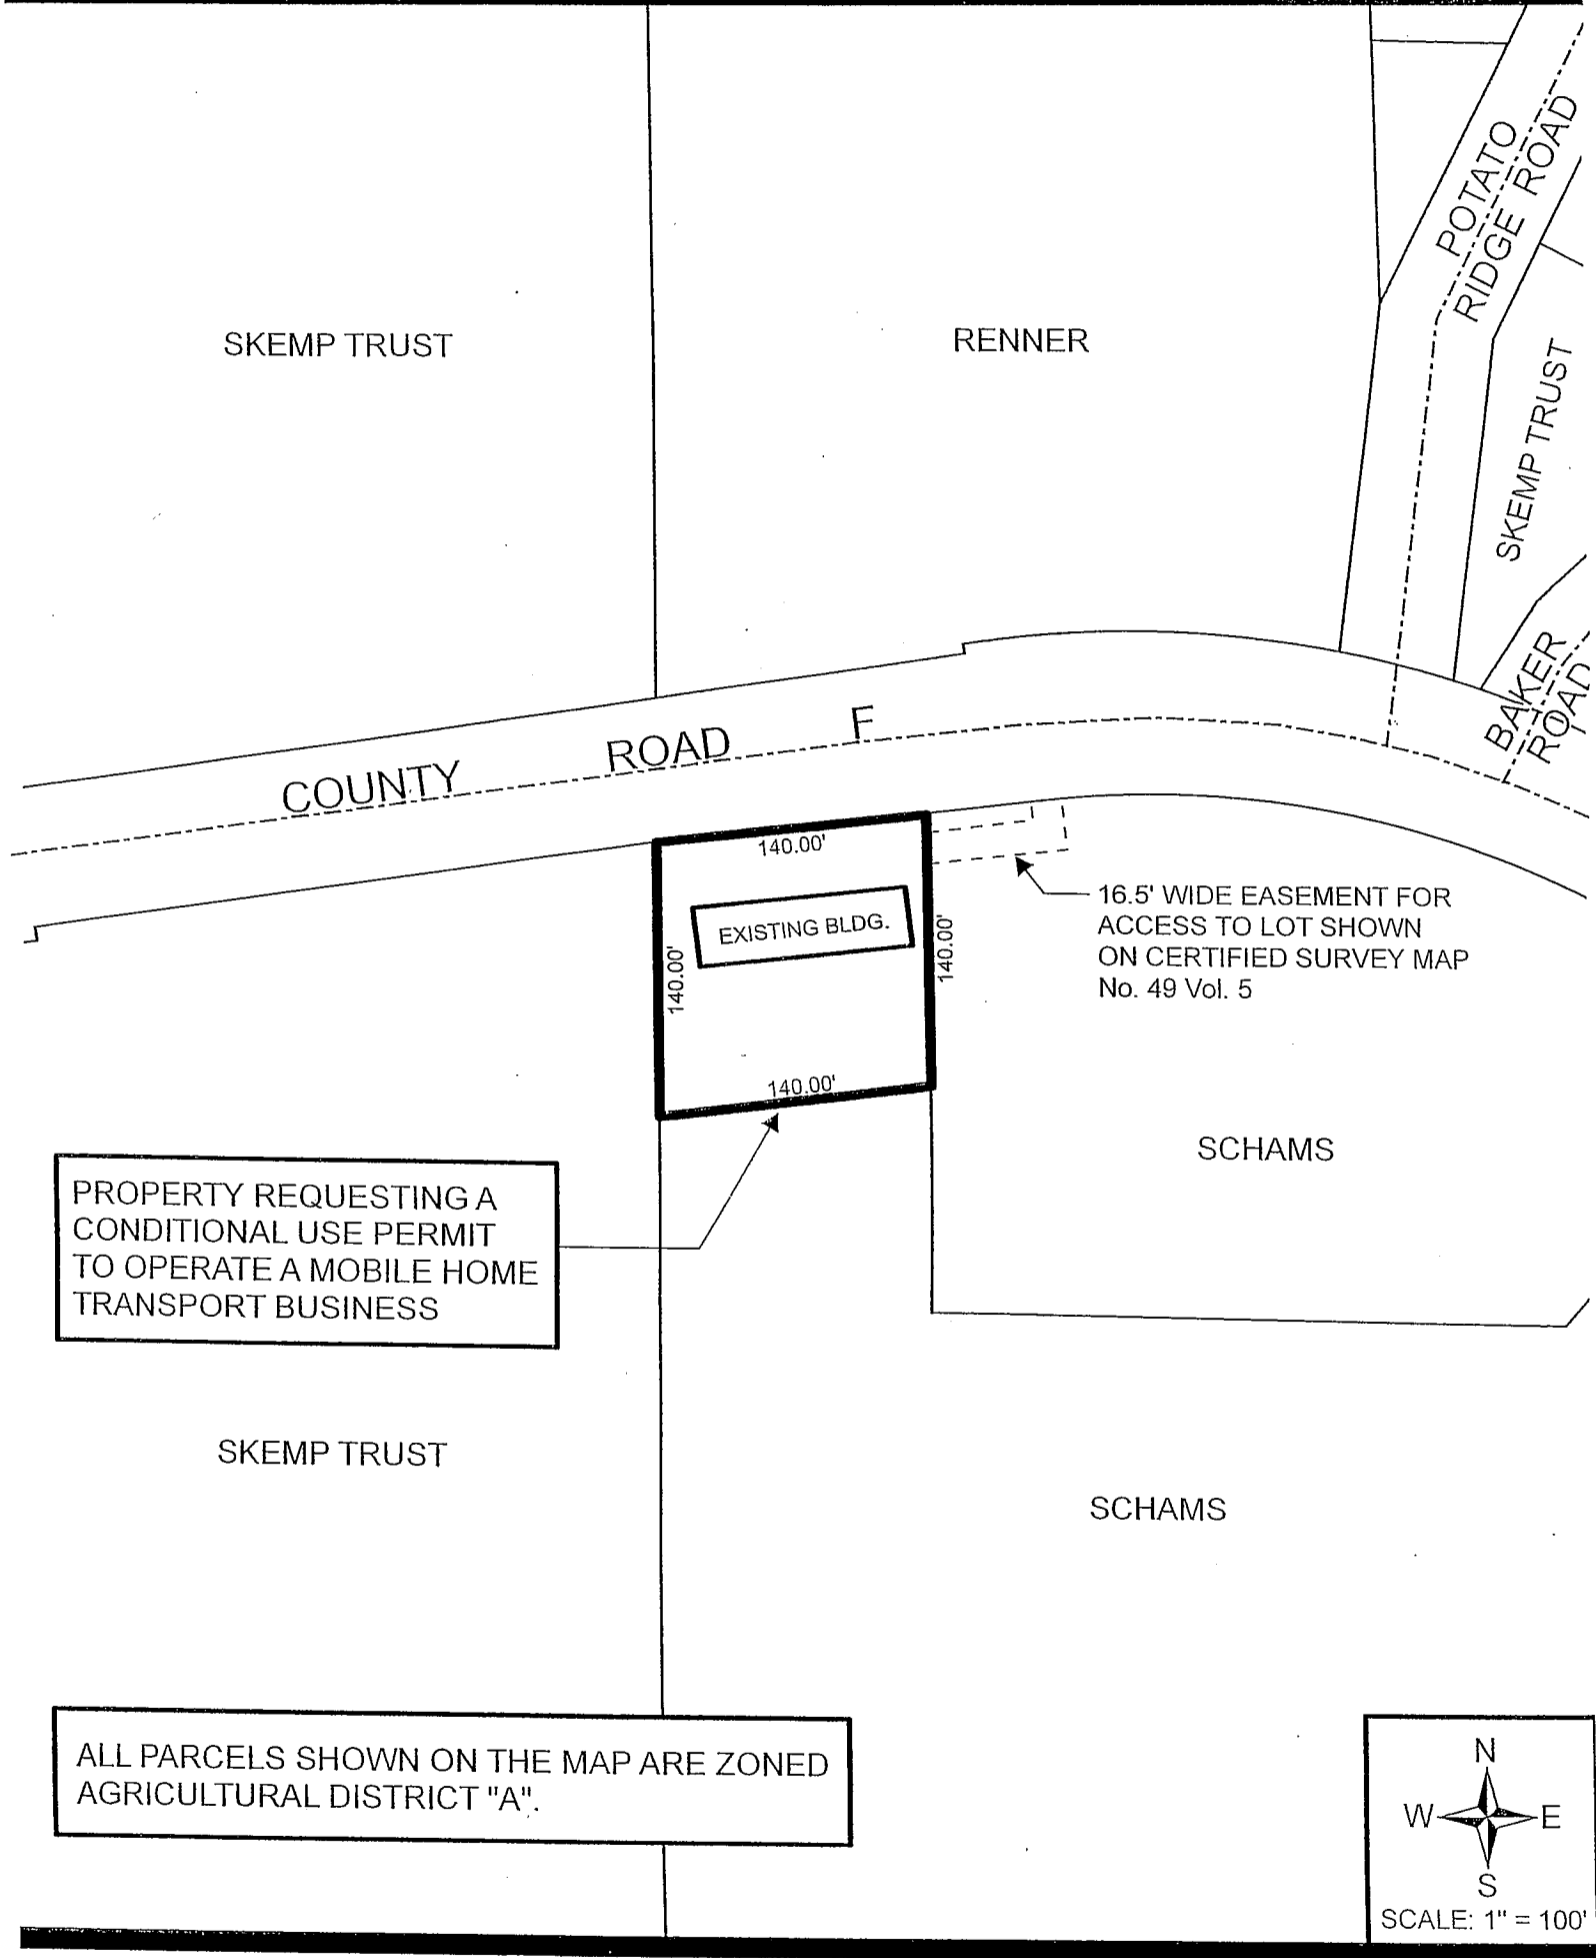 POTATO
RIDGE ROAD
SKEMP TRUST
RENNER
SKEMP TRUST
BAKER
ROAD
COUNTY ROAD F
140.00'
EXISTING BLDG.
140.00'
140.00'
140.00'
16.5' WIDE EASEMENT FOR
ACCESS TO LOT SHOWN
ON CERTIFIED SURVEY MAP
No. 49 Vol. 5
SCHAMS
PROPERTY REQUESTING A
CONDITIONAL USE PERMIT
TO OPERATE A MOBILE HOME
TRANSPORT BUSINESS
SKEMP TRUST
SCHAMS
ALL PARCELS SHOWN ON THE MAP ARE ZONED
AGRICULTURAL DISTRICT "A".
N
W E
S
SCALE: 1" = 100'